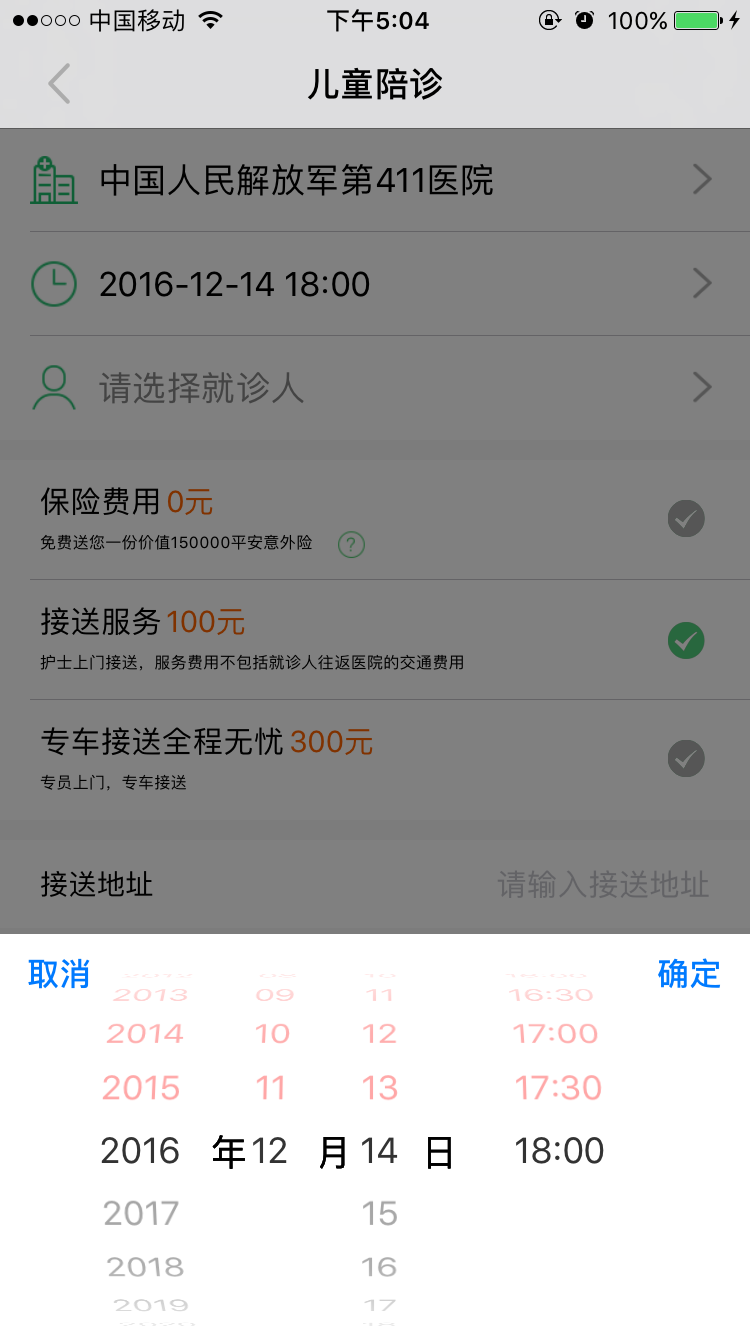 中国移动 下午5:04 100%
儿童陪诊
中国人民解放军第411医院
2016-12-14 18:00
请选择就诊人
保险费用 0元
免费送您一份价值150000平安意外险 ?
接送服务 100元
护士上门接送，服务费用不包括就诊人往返医院的交通费用
专车接送全程无忧 300元
专员上门，专车接送
接送地址 请输入接送地址
取消 确定
2013 09 11 16:30
2014 10 12 17:00
2015 11 13 17:30
2016 年 12 月 14 日 18:00
2017 15
2018 16
2019 17